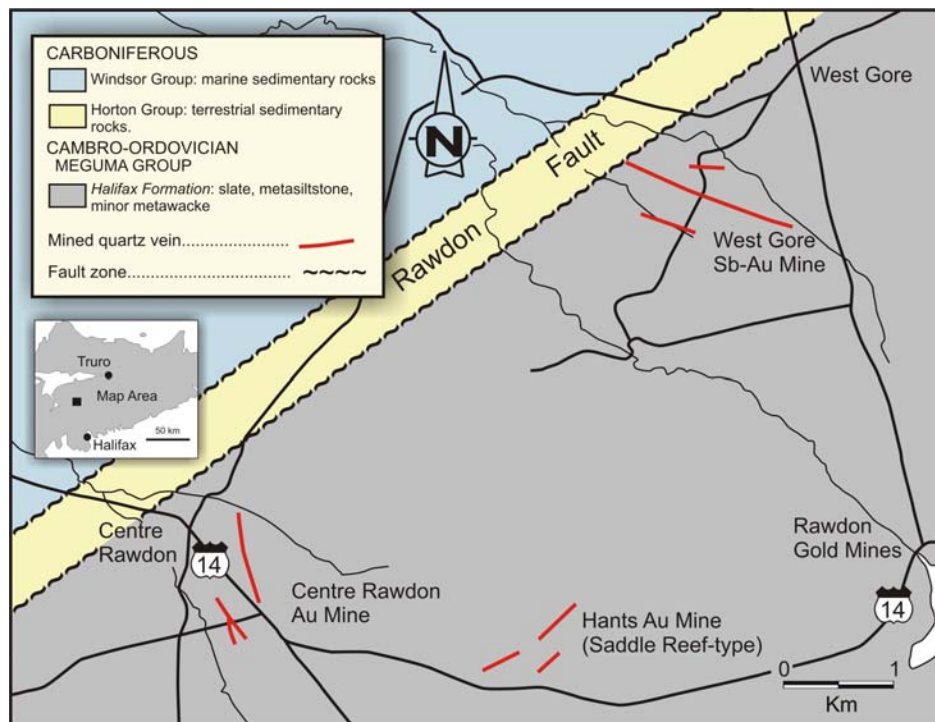 CARBONIFEROUS
Windsor Group: marine sedimentary rocks
Horton Group: terrestrial sedimentary
rocks.
CAMBRO-ORDOVICIAN
MEGUMA GROUP
Halifax Formation: slate, metasiltstone,
minor metawacke
Mined quartz vein.......................
Fault zone................................
N
West Gore
Fault
Rawdon
West Gore
Sb-Au Mine
Truro
Map Area
50 km
Halifax
Centre
Rawdon
14
Centre Rawdon
Au Mine
Rawdon
Gold Mines
14
Hants Au Mine
(Saddle Reef-type)
0 1
Km